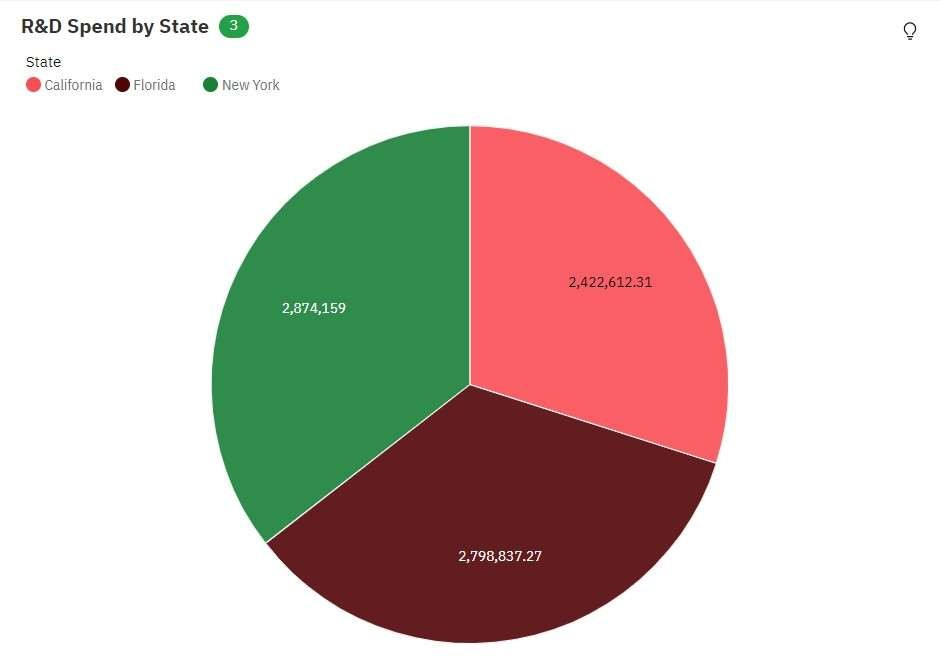 R&D Spend by State 3
State
California Florida New York
2,422,612.31
2,874,159
2,798,837.27